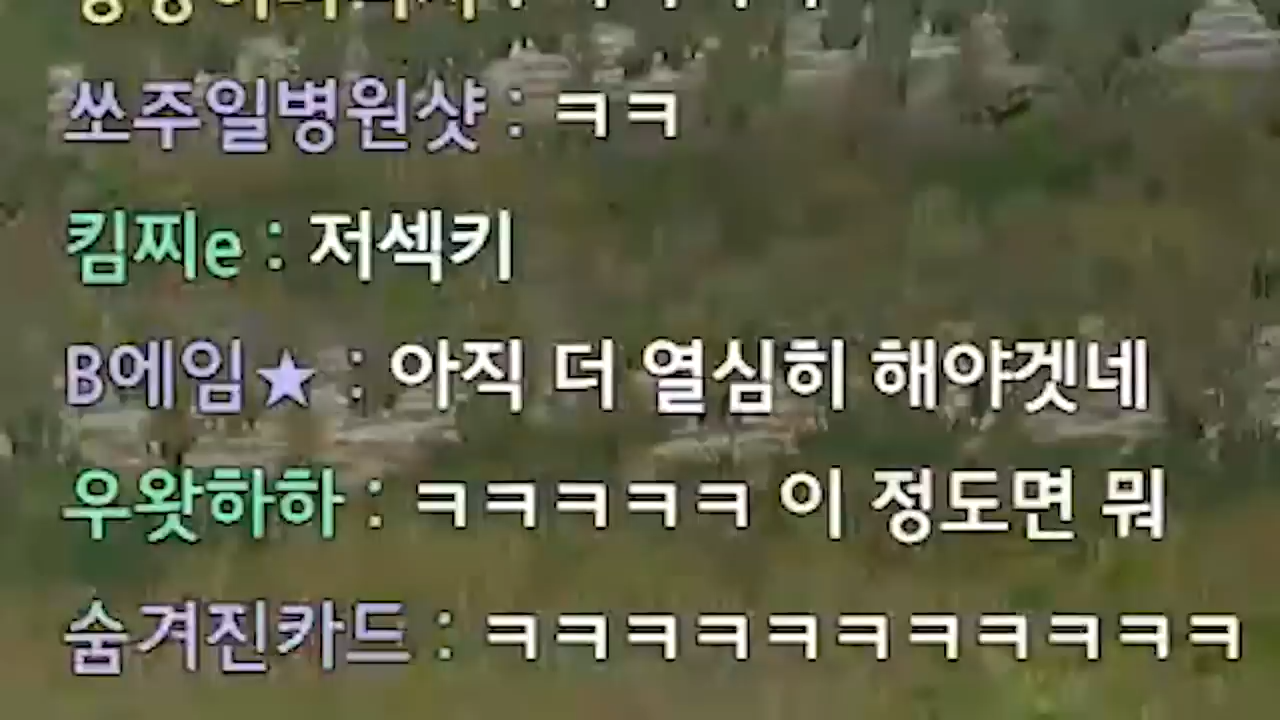 쏘주일병원샷 : ㅋㅋ
킴찌e : 저섹키
B에임★ : 아직 더 열심히 해야겟네
우왓하하 : ㅋㅋㅋㅋㅋ 이 정도면 뭐
숨겨진카드 : ㅋㅋㅋㅋㅋㅋㅋㅋㅋㅋㅋ